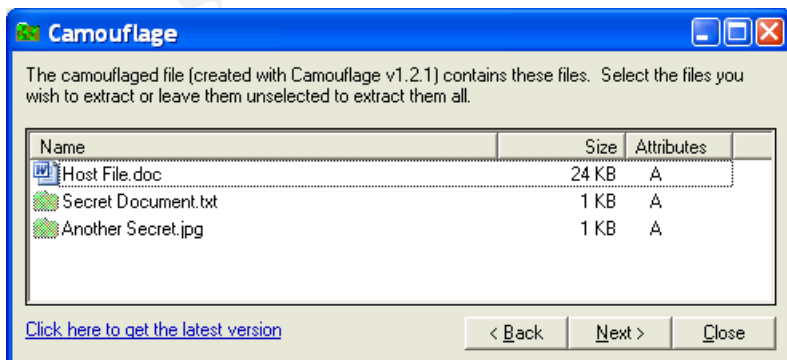 Camouflage
The camouflaged file (created with Camouflage v1.2.1) contains these files. Select the files you
wish to extract or leave them unselected to extract them all.
Name Size Attributes
Host File.doc 24 KB A
Secret Document.txt 1 KB A
Another Secret.jpg 1 KB A
Click here to get the latest version < Back Next > Close